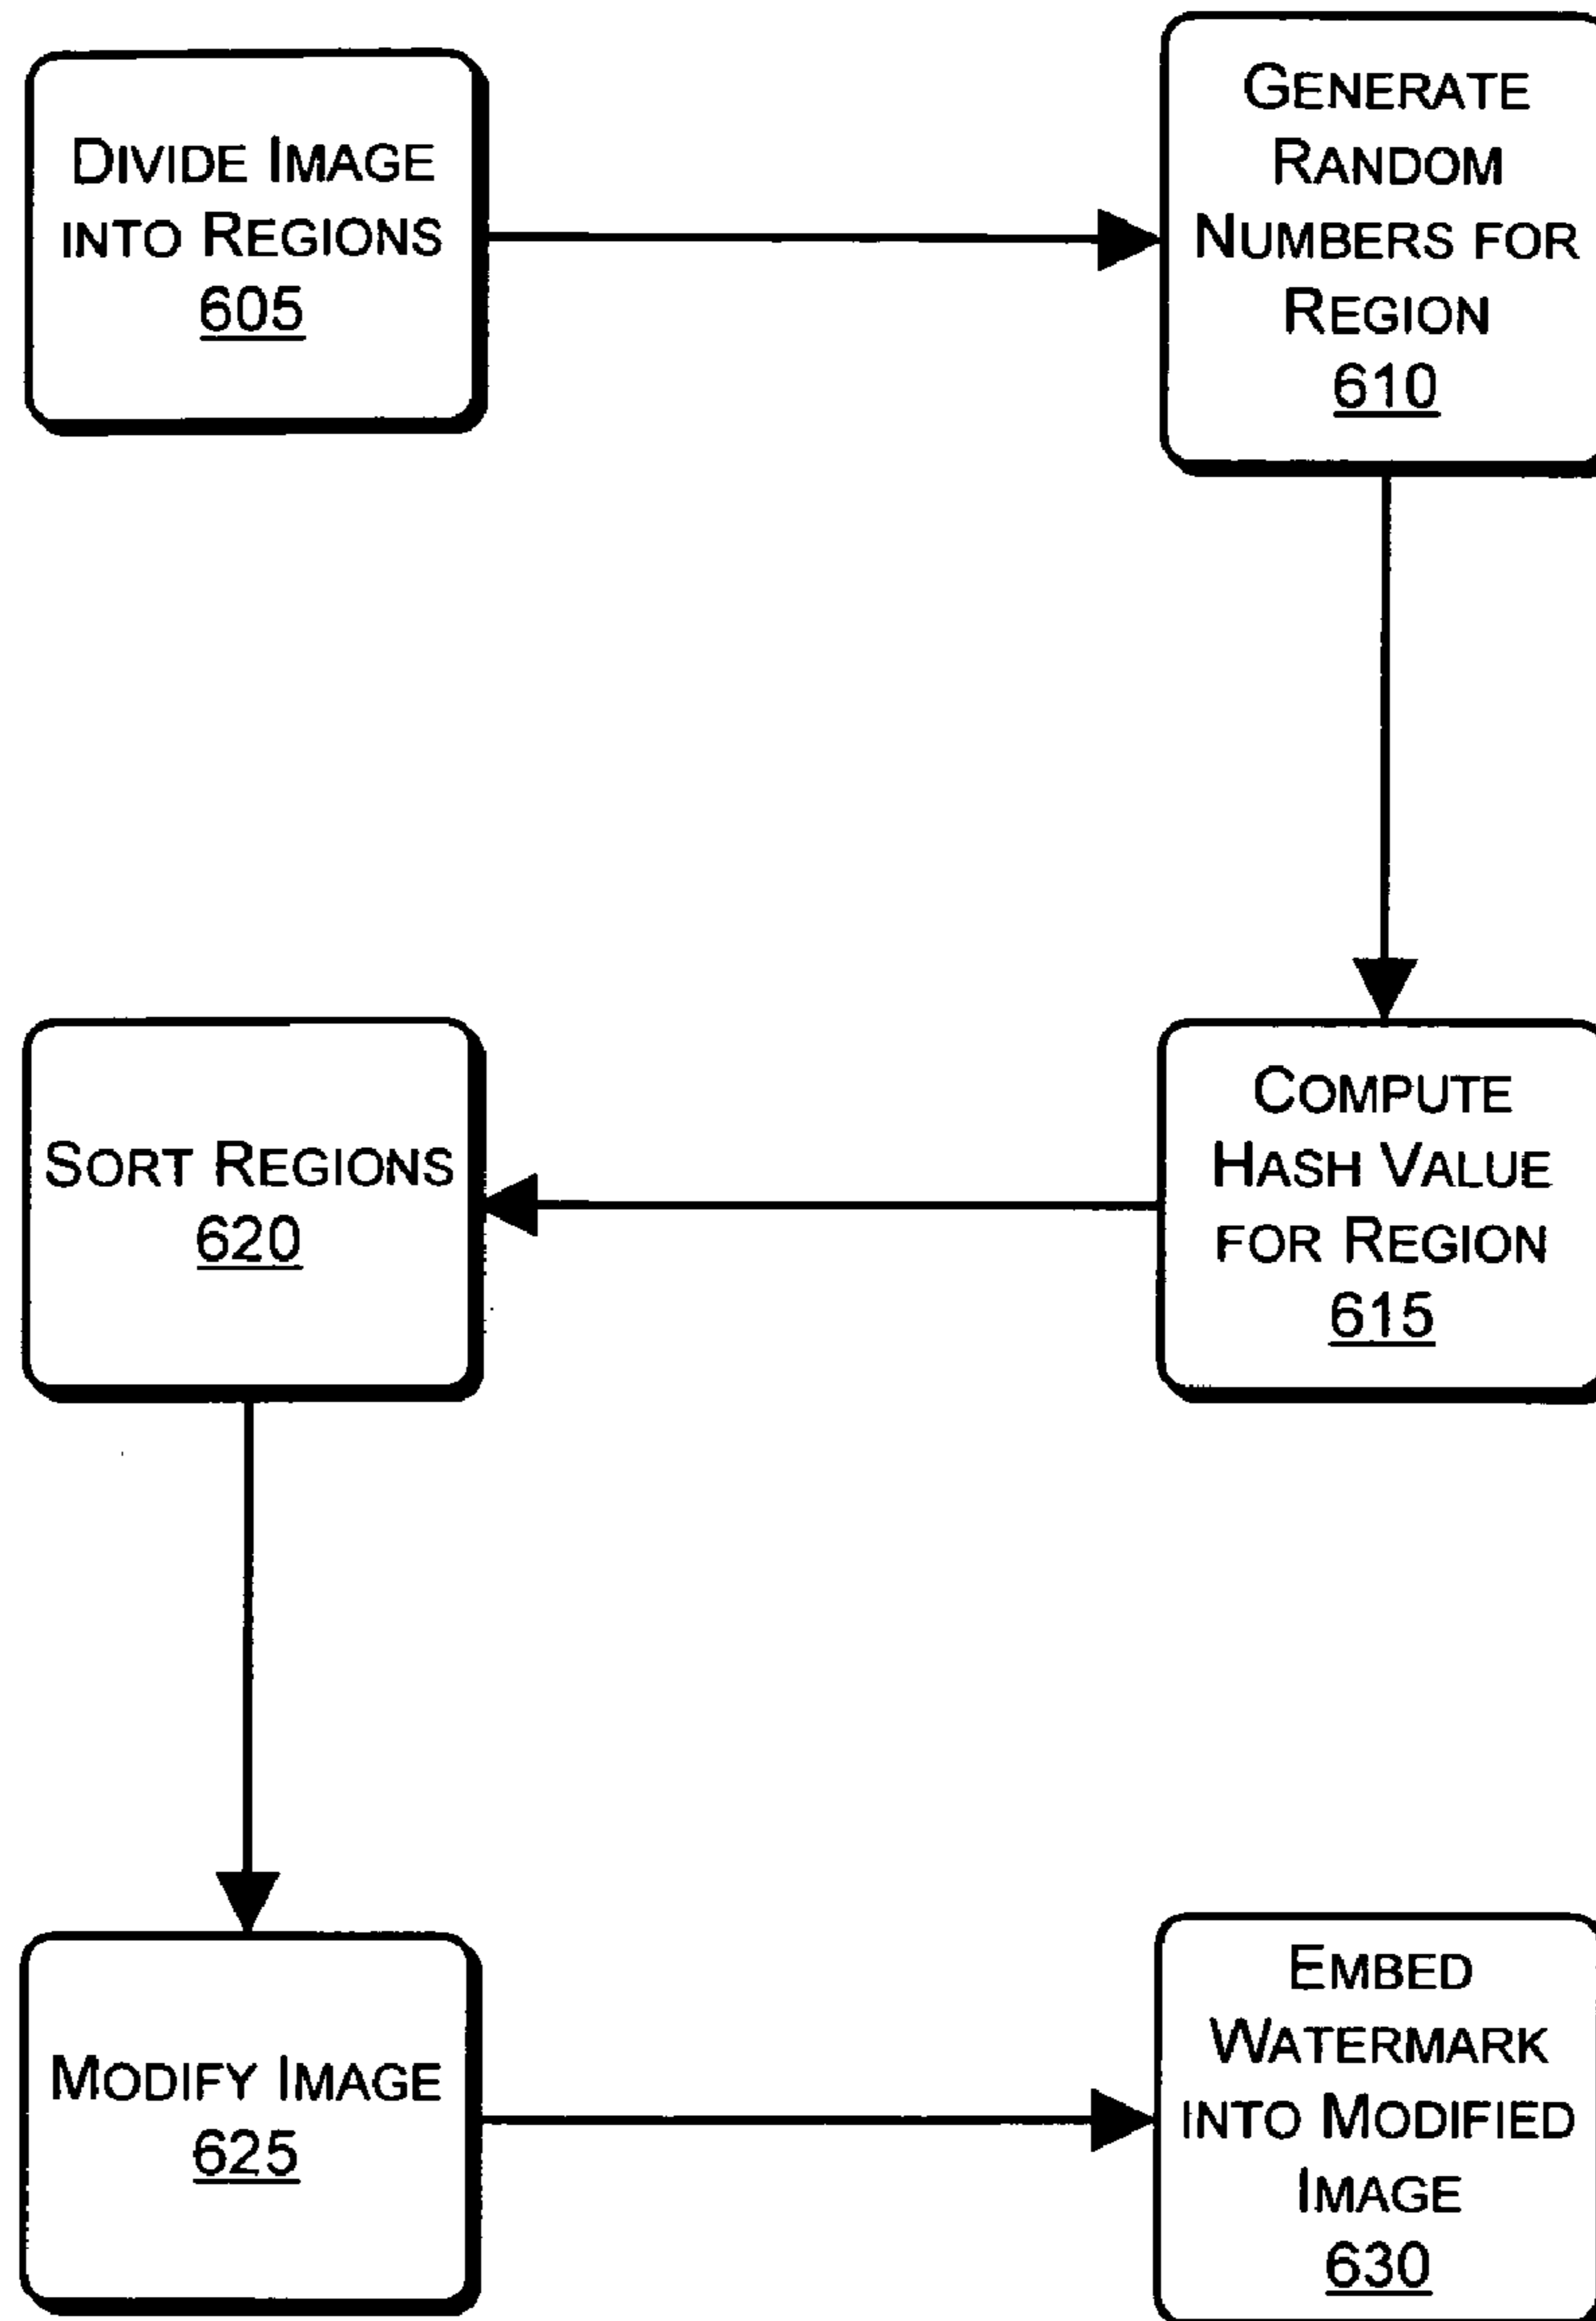 DIVIDE IMAGE
INTO REGIONS
605
GENERATE
RANDOM
NUMBERS FOR
REGION
610
COMPUTE
HASH VALUE
FOR REGION
615
SORT REGIONS
620
MODIFY IMAGE
625
EMBED
WATERMARK
INTO MODIFIED
IMAGE
630